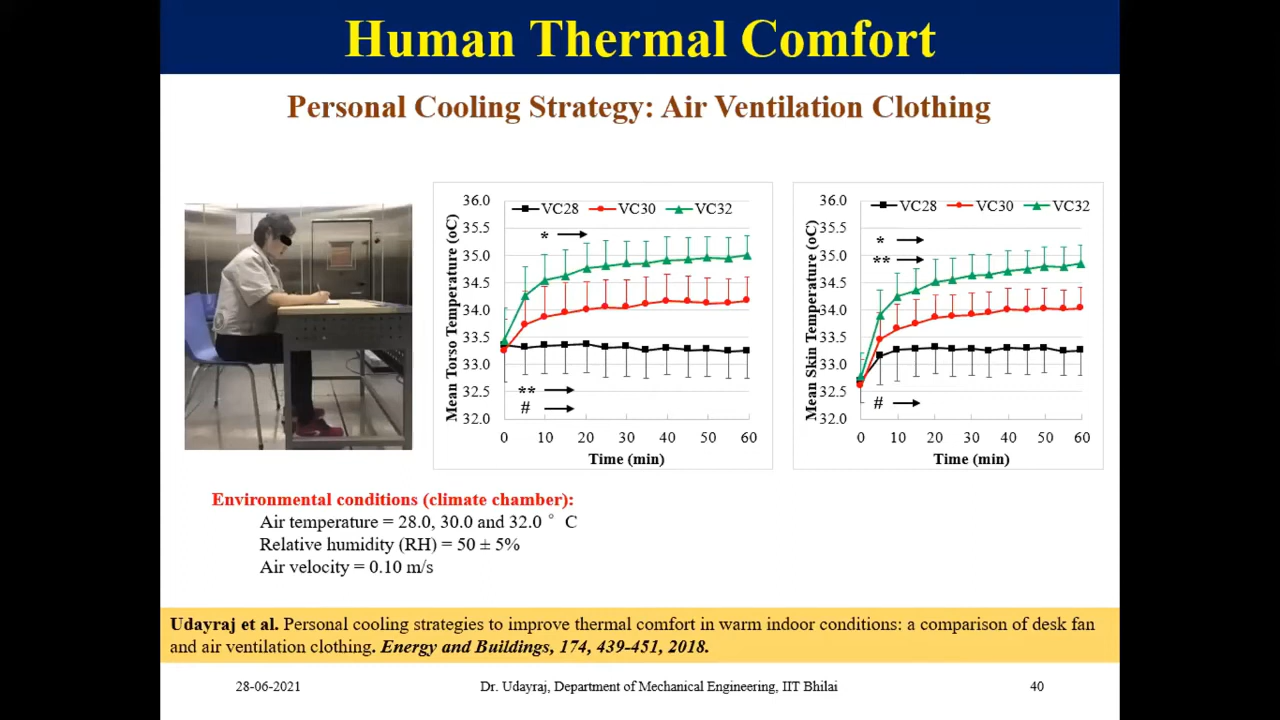 Human Thermal Comfort
Personal Cooling Strategy: Air Ventilation Clothing
Mean Torso Temperature (oC)
36.0
35.5
35.0
34.5
34.0
33.5
33.0
32.5
32.0
VC28 VC30 VC32
*
**
#
0 10 20 30 40 50 60
Time (min)
Mean Skin Temperature (oC)
36.0
35.5
35.0
34.5
34.0
33.5
33.0
32.5
32.0
VC28 VC30 VC32
*
**
#
0 10 20 30 40 50 60
Time (min)
Environmental conditions (climate chamber):
Air temperature = 28.0, 30.0 and 32.0 ° C
Relative humidity (RH) = 50 ± 5%
Air velocity = 0.10 m/s
Udayraj et al. Personal cooling strategies to improve thermal comfort in warm indoor conditions: a comparison of desk fan
and air ventilation clothing. Energy and Buildings, 174, 439-451, 2018.
28-06-2021 Dr. Udayraj, Department of Mechanical Engineering, IIT Bhilai 40